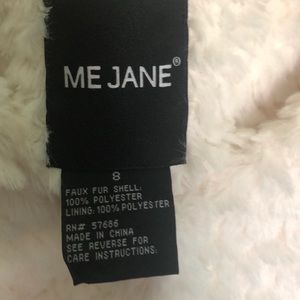 ME JANE®
8
FAUX FUR SHELL:
100% POLYESTER
LINING: 100% POLYESTER
RN# 57686
MADE IN CHINA
SEE REVERSE FOR
CARE INSTRUCTIONS: